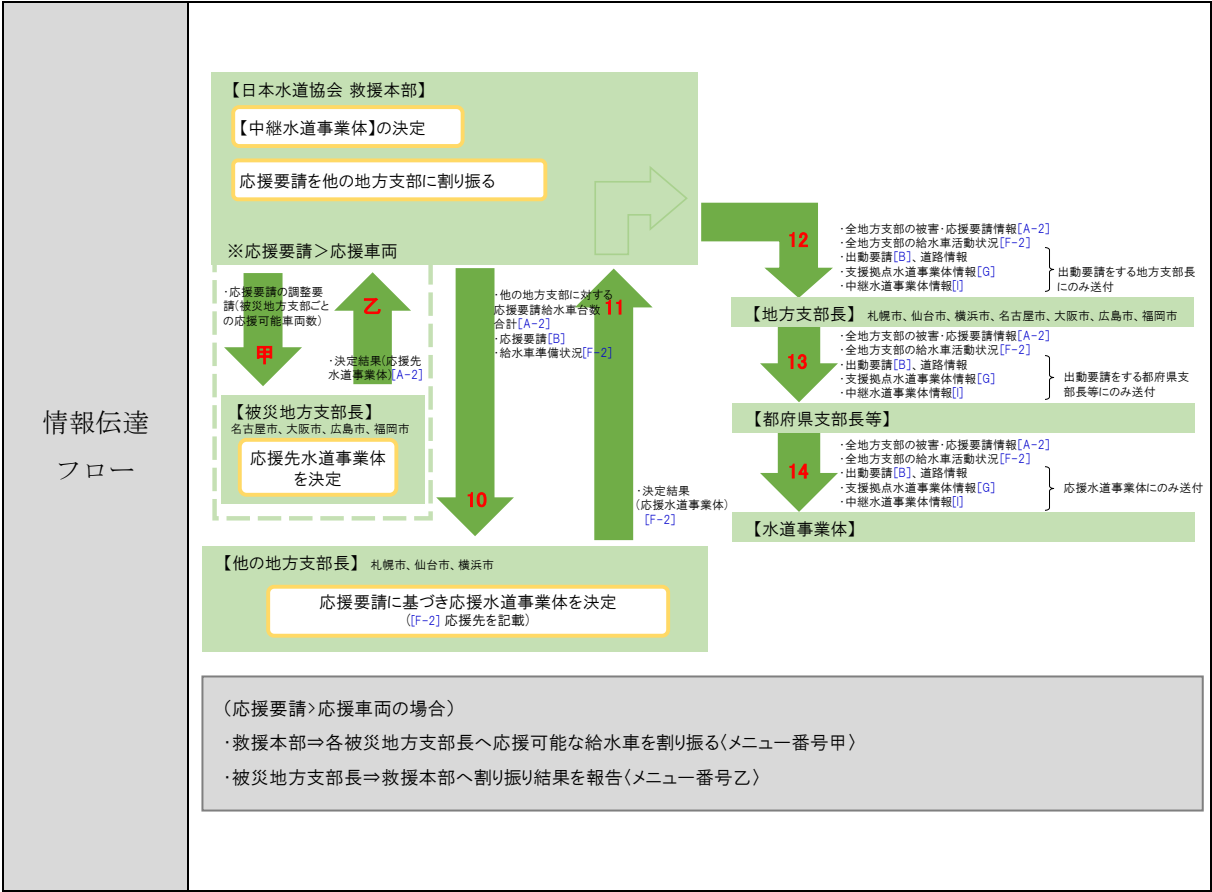 情報伝達
フロー
【日本水道協会 救援本部】
【中継水道事業体】の決定
応援要請を他の地方支部に割り振る
※応援要請＞応援車両
・応援要請の調整要
請(被災地方支部ごと
の応援可能車両数)
甲
乙
・決定結果(応援先
水道事業体)[A-2]
【被災地方支部長】
名古屋市、大阪市、広島市、福岡市
応援先水道事業体
を決定
・他の地方支部に対する
応援要請給水車台数
合計[A-2]
・応援要請[B]
・給水車準備状況[F-2]
10
11
・決定結果
(応援水道事業体)
[F-2]
【他の地方支部長】 札幌市、仙台市、横浜市
応援要請に基づき応援水道事業体を決定
([F-2] 応援先を記載)
12
・全地方支部の被害・応援要請情報[A-2]
・全地方支部の給水車活動状況[F-2]
・出動要請[B]、道路情報
・支援拠点水道事業体情報[G]
・中継水道事業体情報[I]
出動要請をする地方支部長
にのみ送付
【地方支部長】 札幌市、仙台市、横浜市、名古屋市、大阪市、広島市、福岡市
13
・全地方支部の被害・応援要請情報[A-2]
・全地方支部の給水車活動状況[F-2]
・出動要請[B]、道路情報
・支援拠点水道事業体情報[G]
・中継水道事業体情報[I]
出動要請をする都府県支
部長等にのみ送付
【都府県支部長等】
14
・全地方支部の被害・応援要請情報[A-2]
・全地方支部の給水車活動状況[F-2]
・出動要請[B]、道路情報
・支援拠点水道事業体情報[G]
・中継水道事業体情報[I]
応援水道事業体にのみ送付
【水道事業体】
（応援要請>応援車両の場合）
・救援本部⇒各被災地方支部長へ応援可能な給水車を割り振る〈メニュー番号甲〉
・被災地方支部長⇒救援本部へ割り振り結果を報告〈メニュー番号乙〉